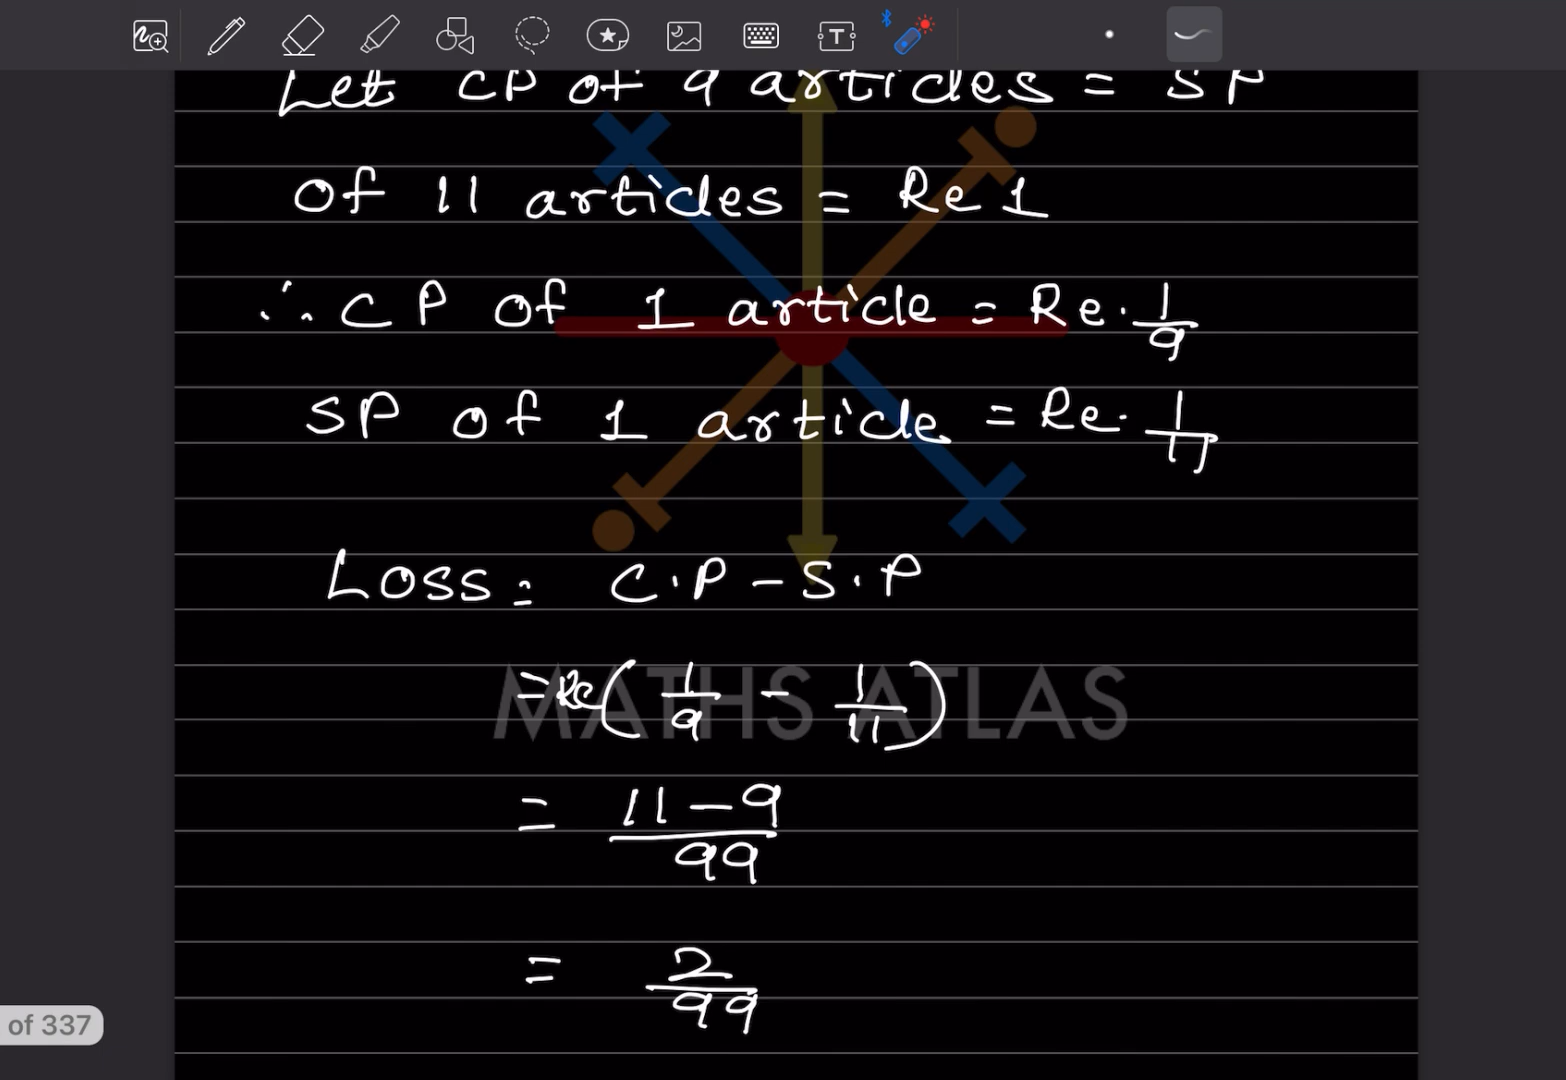 Let CP of 9 articles = SP
of 11 articles = Re 1
∴ CP of 1 article = Re. 1/9
SP of 1 article = Re. 1/11
Loss = C.P - S.P
= Re ( 1/9 - 1/11 )
MATHS ATLAS
= 11 - 9 / 99
= 2/99
of 337